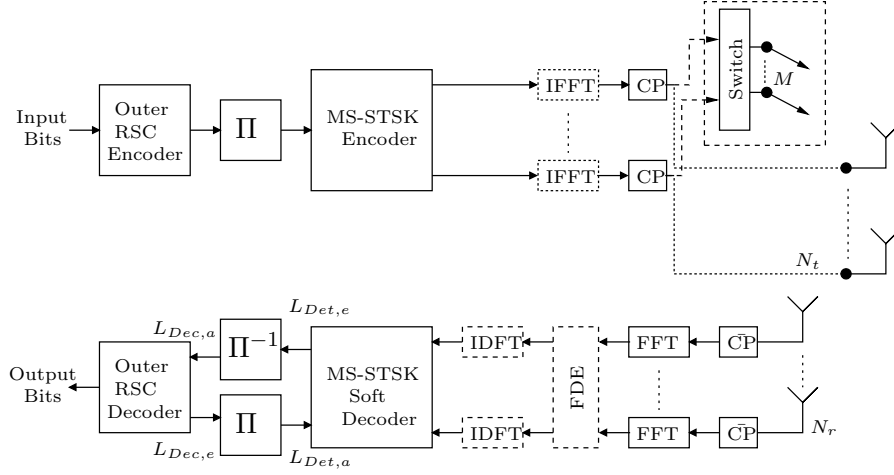 Input
Bits
Outer
RSC
Encoder
Π
MS-STSK
Encoder
IFFT
CP
IFFT
CP
Switch
M
N_t
Output
Bits
Outer
RSC
Decoder
L_{Dec,a}
Π^{-1}
L_{Det,e}
L_{Dec,e}
Π
L_{Det,a}
MS-STSK
Soft
Decoder
IDFT
IDFT
FDE
FFT
C̄P
FFT
C̄P
N_r